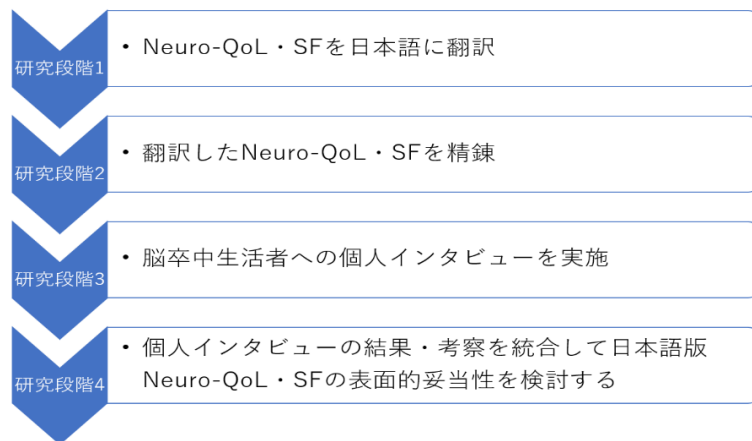 研究段階1
• Neuro-QoL・SFを日本語に翻訳
研究段階2
• 翻訳したNeuro-QoL・SFを精錬
研究段階3
• 脳卒中生活者への個人インタビューを実施
研究段階4
• 個人インタビューの結果・考察を統合して日本語版
Neuro-QoL・SFの表面的妥当性を検討する